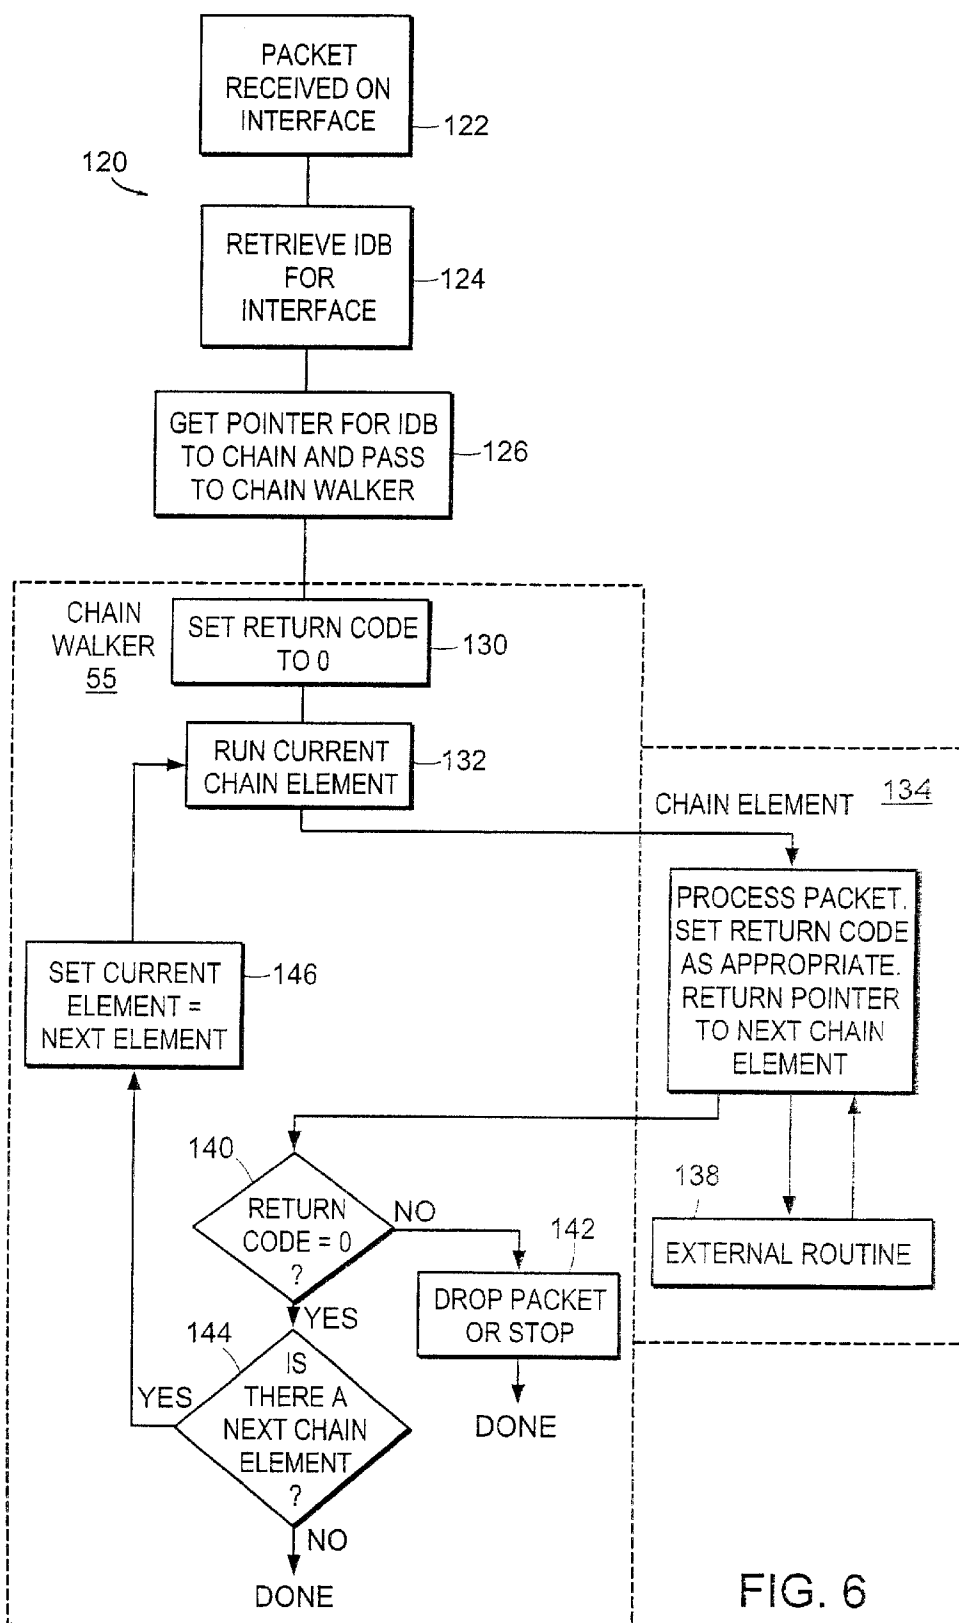 PACKET
RECEIVED ON
INTERFACE
122
120
RETRIEVE IDB
FOR
INTERFACE
124
GET POINTER FOR IDB
TO CHAIN AND PASS
TO CHAIN WALKER
126
CHAIN
WALKER
55
SET RETURN CODE
TO 0
130
RUN CURRENT
CHAIN ELEMENT
132
CHAIN ELEMENT 134
PROCESS PACKET.
SET RETURN CODE
AS APPROPRIATE.
RETURN POINTER
TO NEXT CHAIN
ELEMENT
SET CURRENT
ELEMENT =
NEXT ELEMENT
146
140
RETURN
CODE = 0
?
NO
YES
142
DROP PACKET
OR STOP
DONE
138
EXTERNAL ROUTINE
144
IS
THERE A
NEXT CHAIN
ELEMENT
?
YES
NO
DONE
FIG. 6